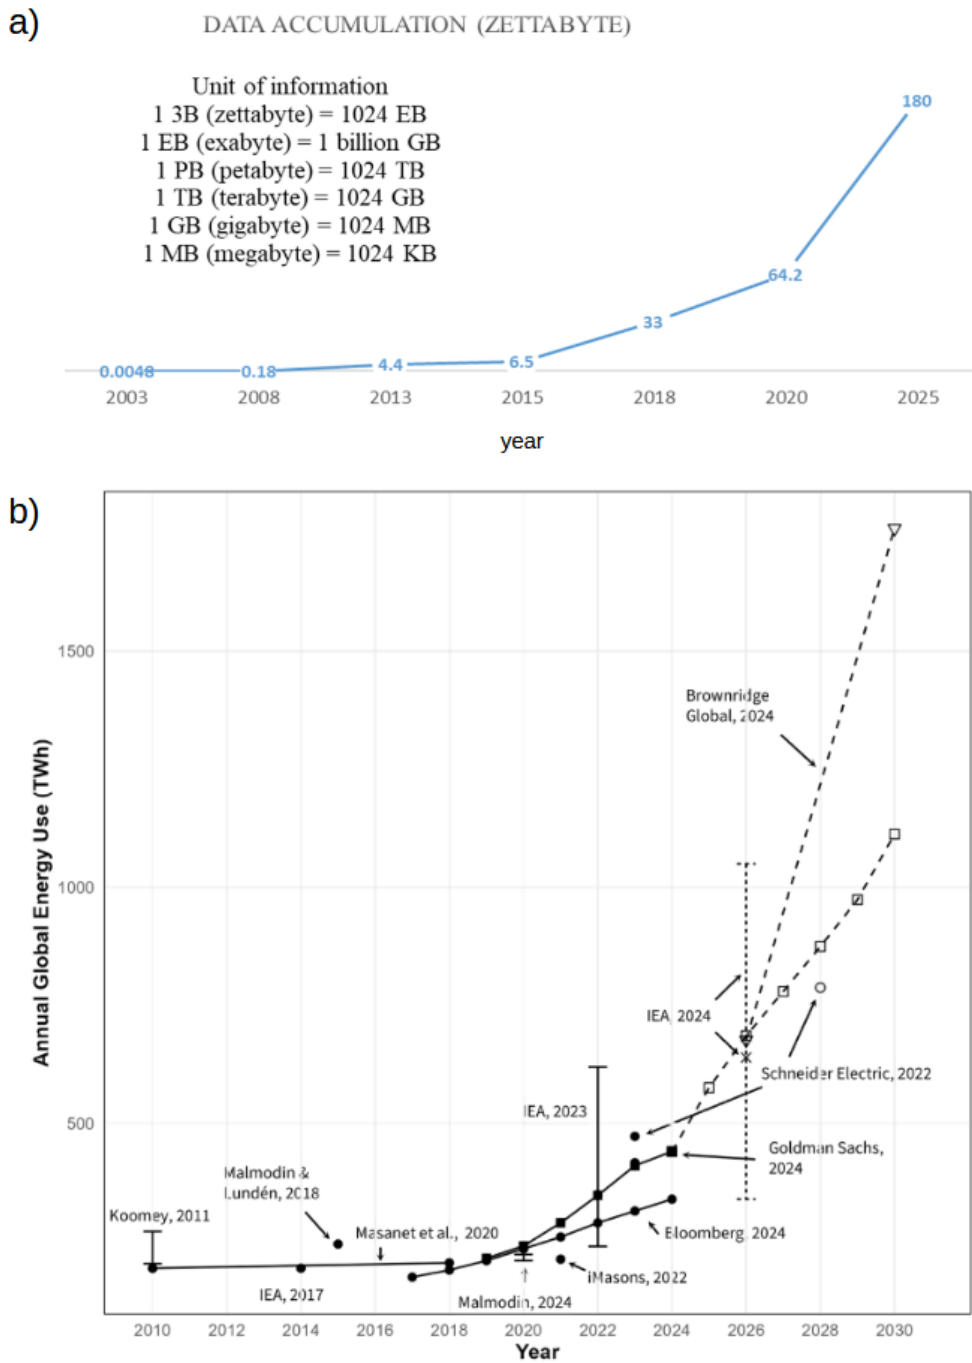 a)
DATA ACCUMULATION (ZETTABYTE)
Unit of information
1 3B (zettabyte) = 1024 EB
1 EB (exabyte) = 1 billion GB
1 PB (petabyte) = 1024 TB
1 TB (terabyte) = 1024 GB
1 GB (gigabyte) = 1024 MB
1 MB (megabyte) = 1024 KB
180
64.2
33
6.5
4.4
0.18
0.0048
2003 2008 2013 2015 2018 2020 2025
year
b)
Annual Global Energy Use (TWh)
1500
1000
500
Brownridge
Global, 2024
IEA, 2024
Schneider Electric, 2022
IEA, 2023
Goldman Sachs,
2024
Malmodin &
Lundén, 2018
Koomey, 2011
Masanet et al., 2020
Bloomberg, 2024
iMasons, 2022
IEA, 2017
Malmodin, 2024
2010 2012 2014 2016 2018 2020 2022 2024 2026 2028 2030
Year